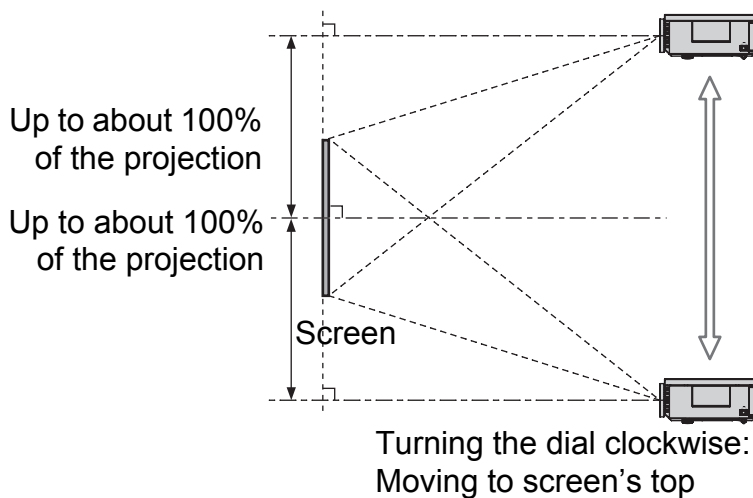 Up to about 100%
of the projection
Up to about 100%
of the projection
Screen
Turning the dial clockwise:
Moving to screen’s top